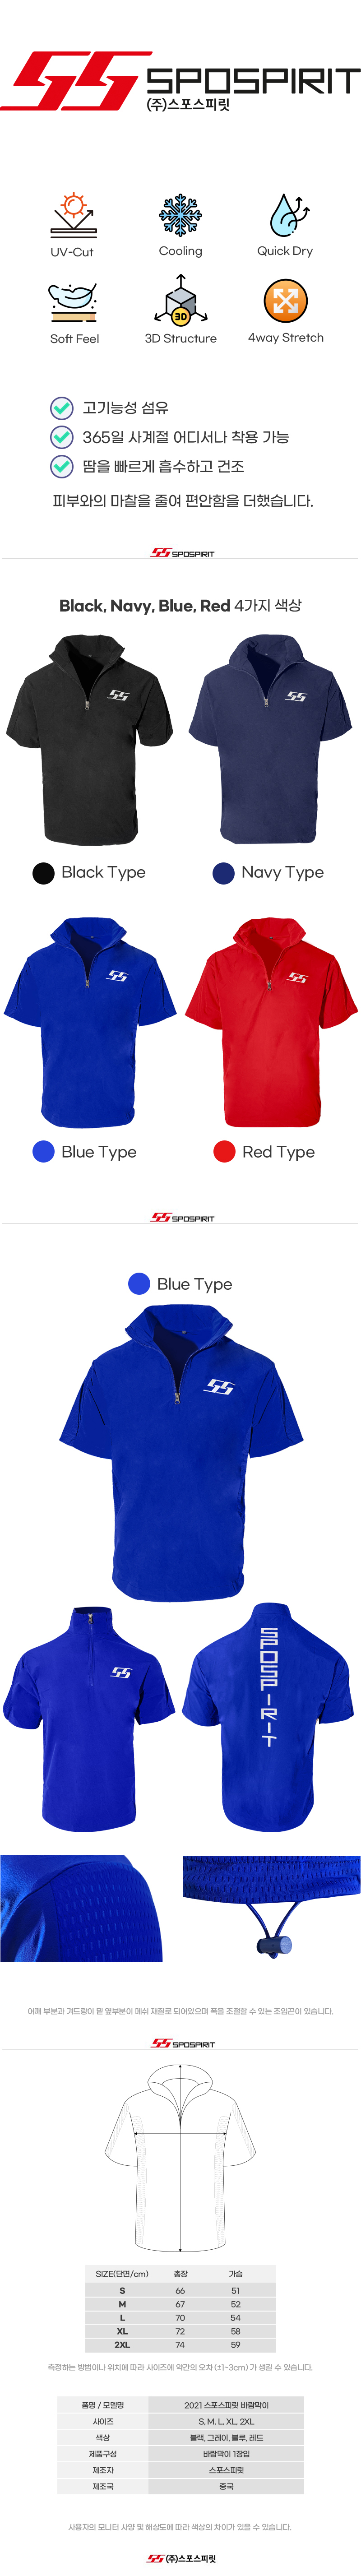 SPOSPIRIT
(주)스포스피릿
UV-Cut
Cooling
Quick Dry
Soft Feel
3D
3D Structure
4way Stretch
고기능성 섬유
365일 사계절 어디서나 착용 가능
땀을 빠르게 흡수하고 건조
피부와의 마찰을 줄여 편안함을 더했습니다.
SPOSPIRIT
Black, Navy, Blue, Red 4가지 색상
Black Type
Navy Type
Blue Type
Red Type
SPOSPIRIT
Blue Type
SPOSPIRIT
어깨 부분과 겨드랑이 밑 옆부분이 메쉬 재질로 되어있으며 폭을 조절할 수 있는 조임끈이 있습니다.
SPOSPIRIT
SIZE(단면/cm) 총장 가슴
S 66 51
M 67 52
L 70 54
XL 72 58
2XL 74 59
측정하는 방법이나 위치에 따라 사이즈에 약간의 오차 (±1~3cm) 가 생길 수 있습니다.
품명 / 모델명 2021 스포스피릿 바람막이
사이즈 S, M, L, XL, 2XL
색상 블랙, 그레이, 블루, 레드
제품구성 바람막이 1장입
제조자 스포스피릿
제조국 중국
사용자의 모니터 사양 및 해상도에 따라 색상의 차이가 있을 수 있습니다.
(주)스포스피릿